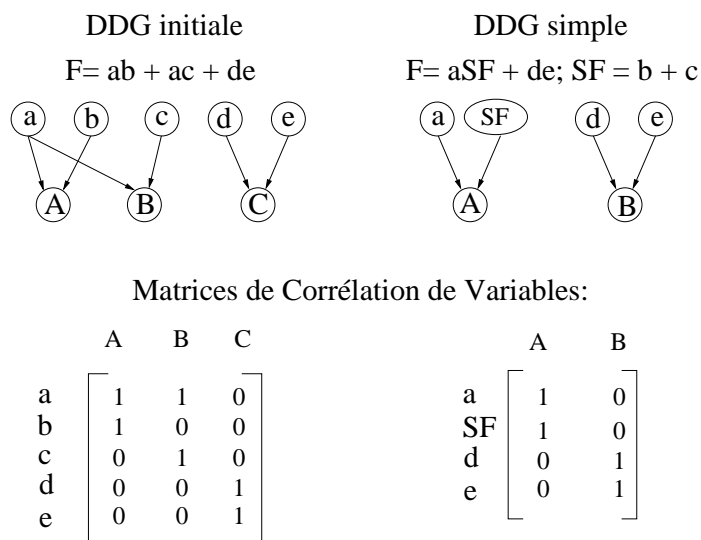 DDG initiale
F= ab + ac + de
a b c d e
A B C
DDG simple
F= aSF + de; SF = b + c
a SF d e
A B
Matrices de Corrélation de Variables:
A B C
a 1 1 0
b 1 0 0
c 0 1 0
d 0 0 1
e 0 0 1
A B
a 1 0
SF 1 0
d 0 1
e 0 1